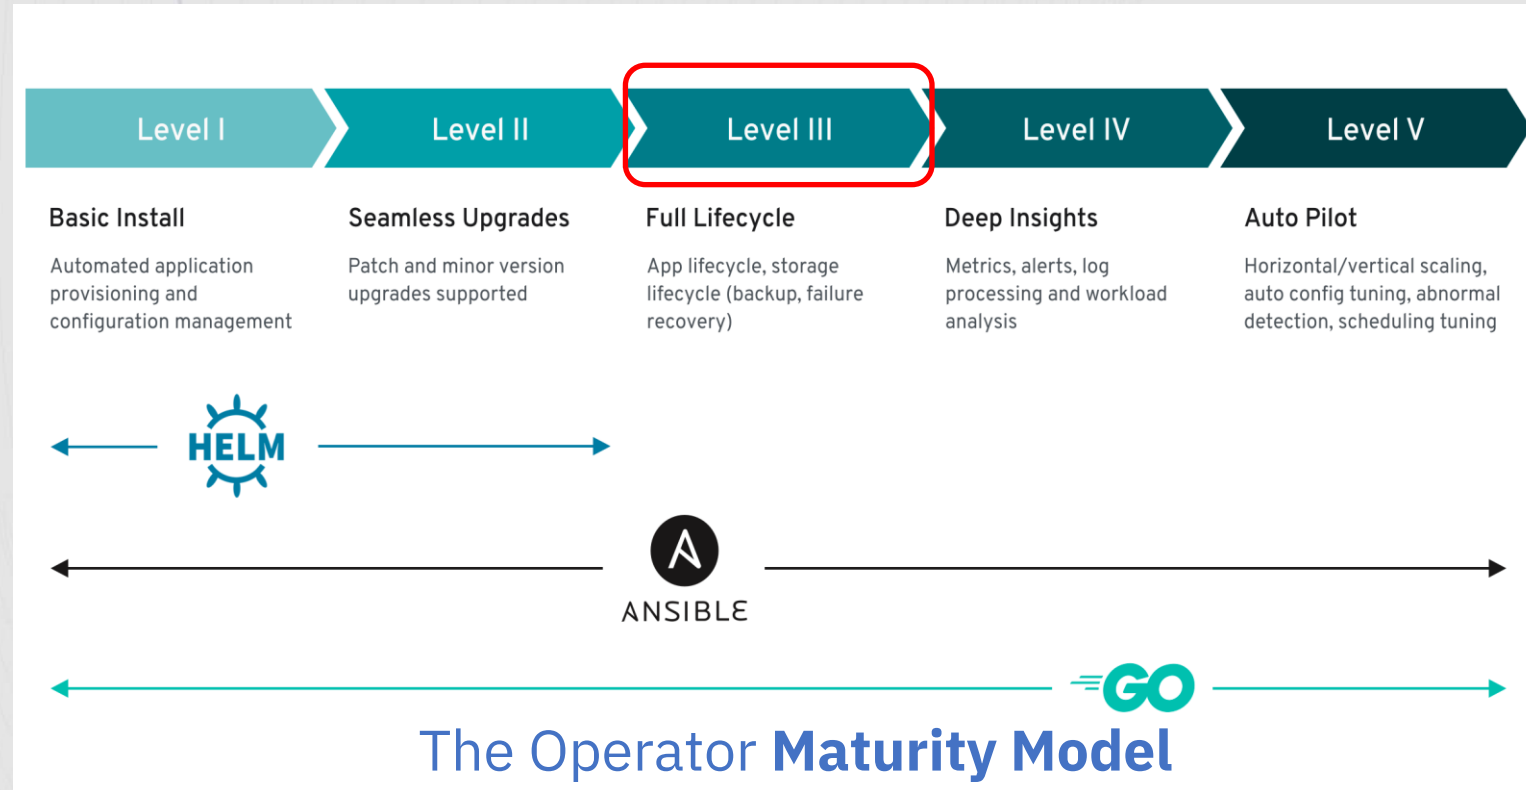 Level I
Level II
Level III
Level IV
Level V
Basic Install
Automated application
provisioning and
configuration management
Seamless Upgrades
Patch and minor version
upgrades supported
Full Lifecycle
App lifecycle, storage
lifecycle (backup, failure
recovery)
Deep Insights
Metrics, alerts, log
processing and workload
analysis
Auto Pilot
Horizontal/vertical scaling,
auto config tuning, abnormal
detection, scheduling tuning
HELM
A
ANSIBLE
GO
The Operator Maturity Model